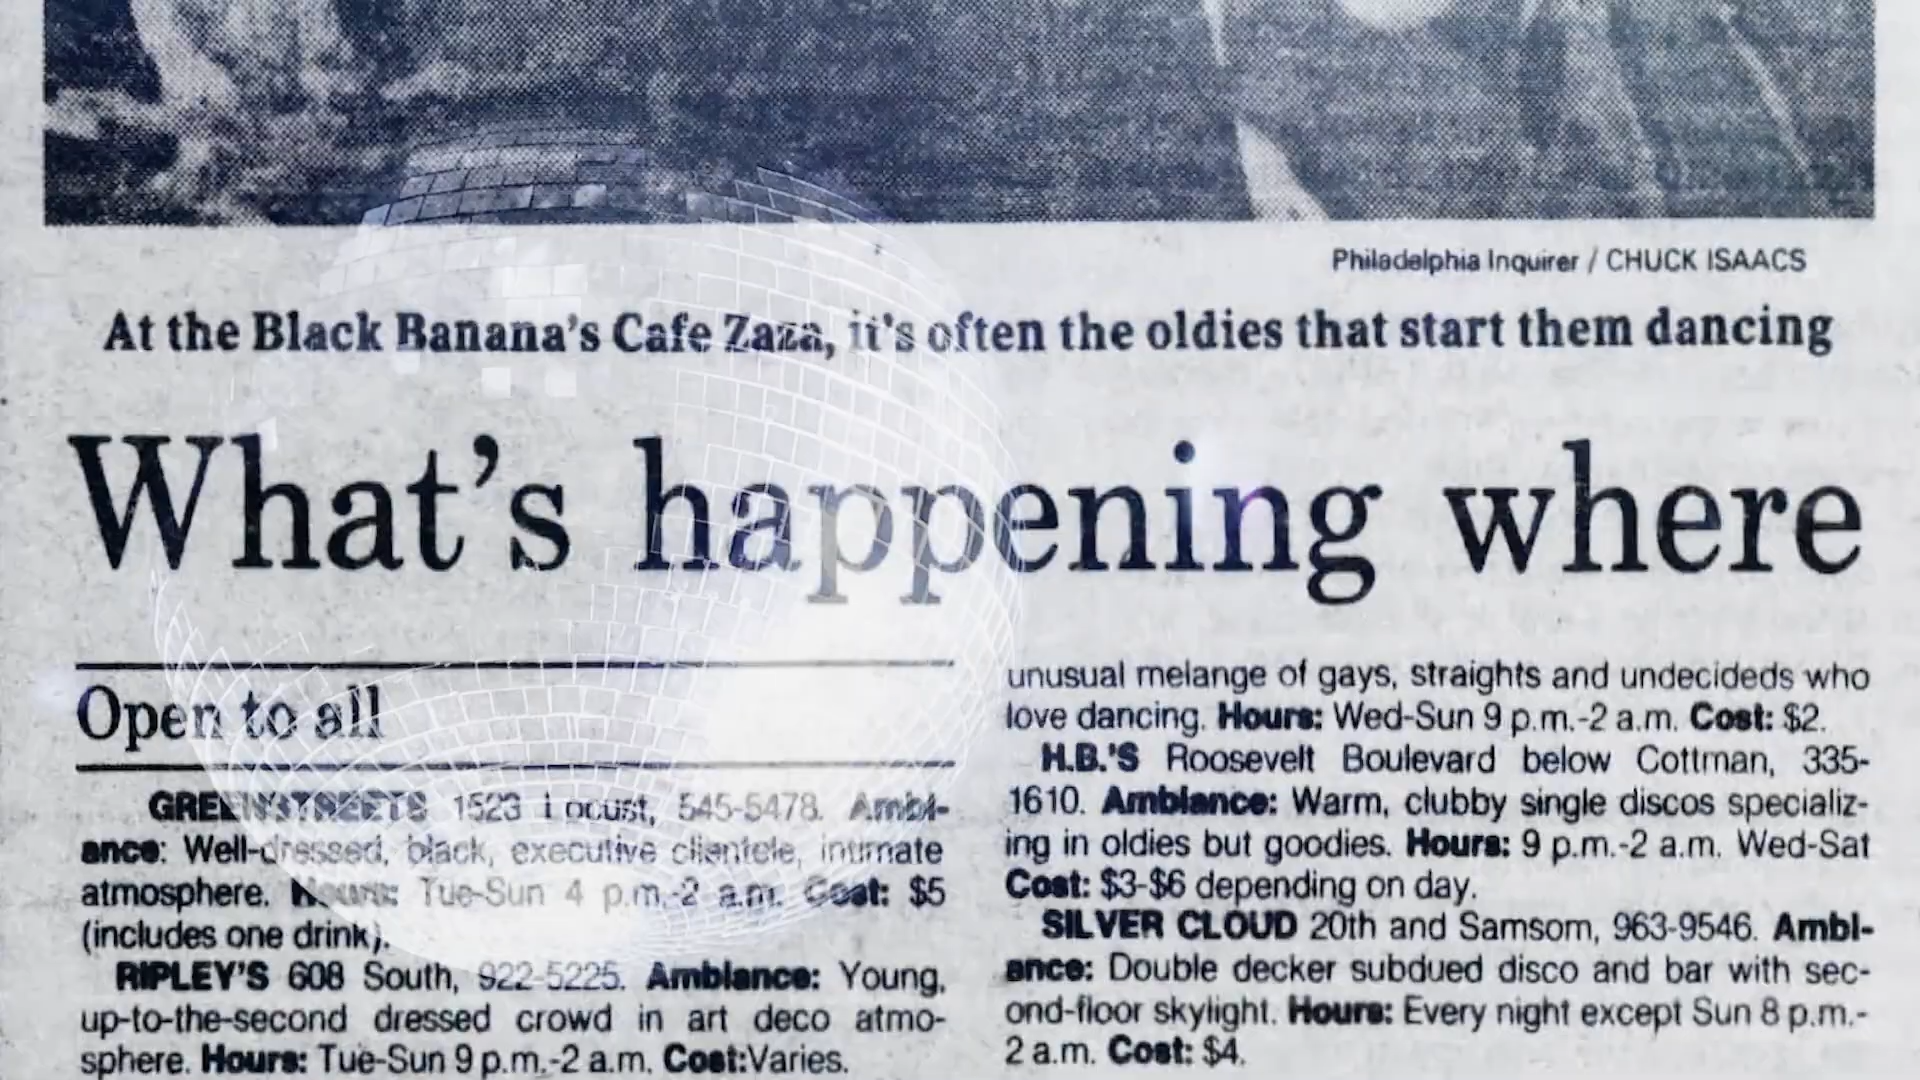 Philadelphia Inquirer / CHUCK ISAACS
At the Black Banana's Cafe Zaza, it's often the oldies that start them dancing
What's happening where
Open to all
GREENSTREETS 1523 Locust, 545-5478. Ambi-
ance: Well-dressed, black, executive clientele, intimate
atmosphere. Hours: Tue-Sun 4 p.m.-2 a.m. Cost: $5
(includes one drink).
RIPLEY'S 608 South, 922-5225. Ambiance: Young,
up-to-the-second dressed crowd in art deco atmo-
sphere. Hours: Tue-Sun 9 p.m.-2 a.m. Cost:Varies.
unusual melange of gays, straights and undecideds who
love dancing. Hours: Wed-Sun 9 p.m.-2 a.m. Cost: $2.
H.B.'S Roosevelt Boulevard below Cottman, 335-
1610. Ambiance: Warm, clubby single discos specializ-
ing in oldies but goodies. Hours: 9 p.m.-2 a.m. Wed-Sat
Cost: $3-$6 depending on day.
SILVER CLOUD 20th and Samsom, 963-9546. Ambi-
ance: Double decker subdued disco and bar with sec-
ond-floor skylight. Hours: Every night except Sun 8 p.m.-
2 a.m. Cost: $4.